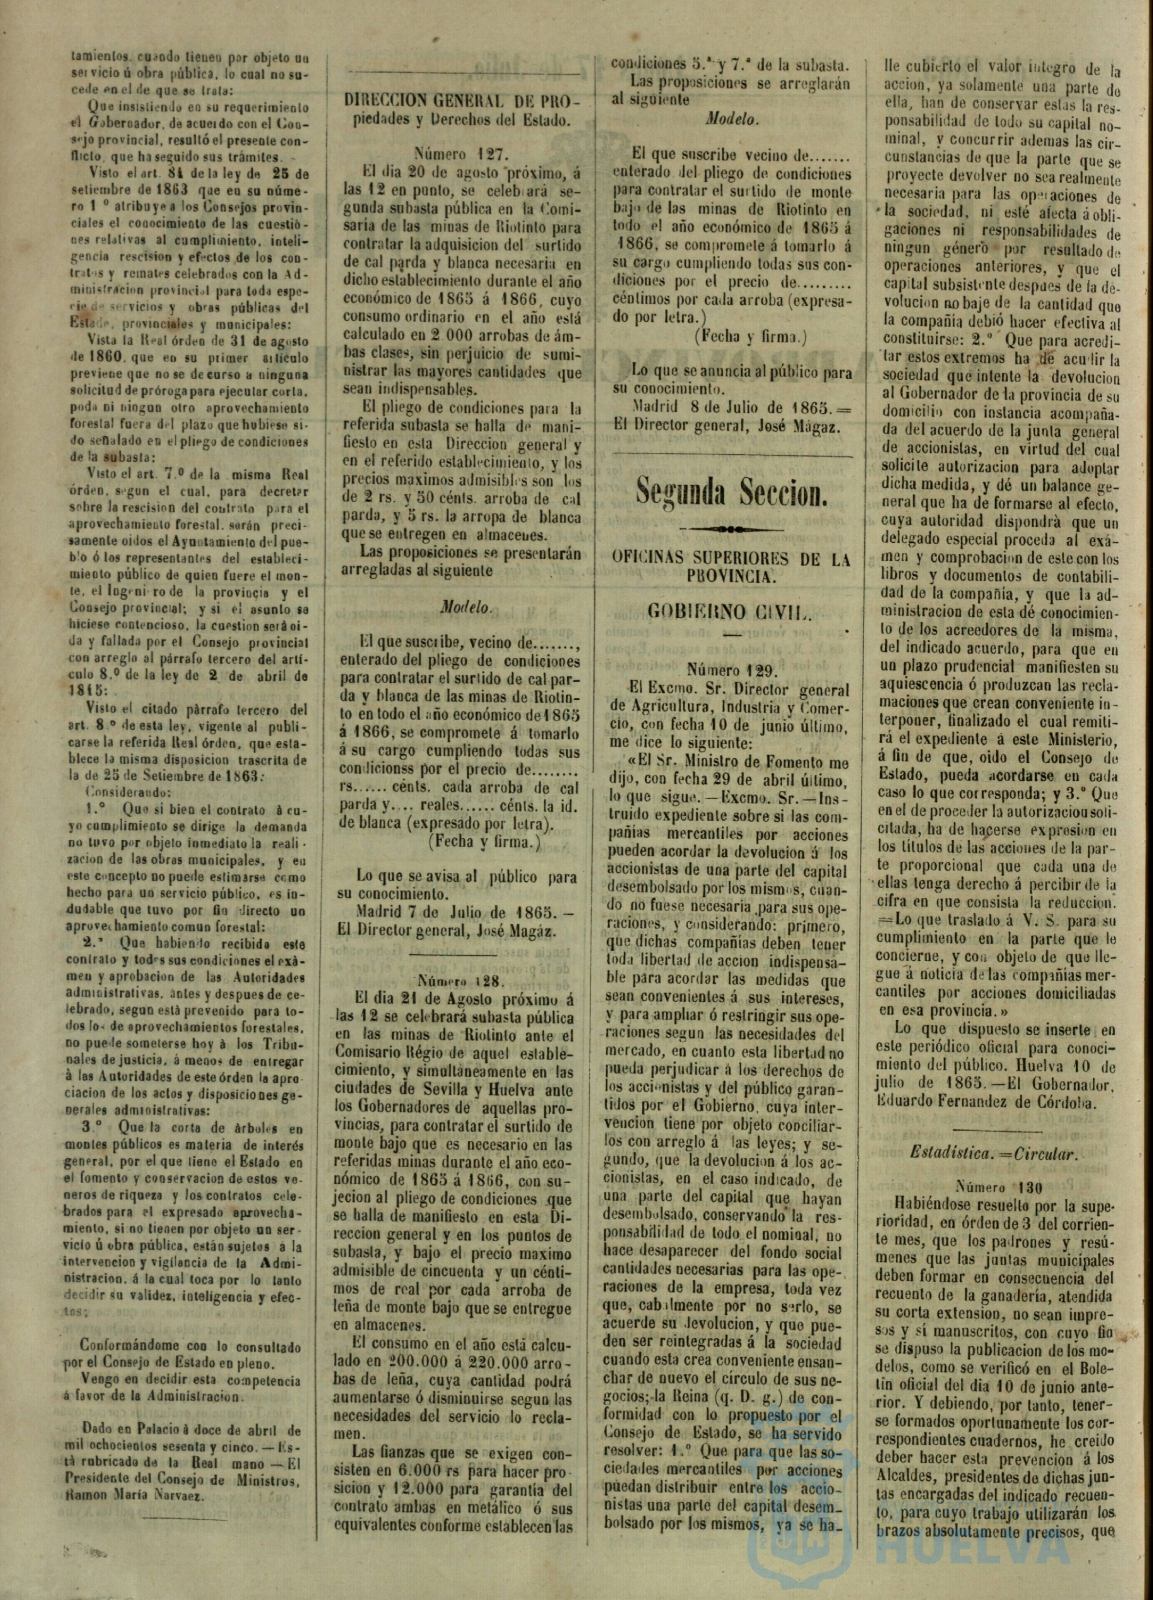 tamientos. cuando tienen por objeto un
servicio ú obra pública, lo cual no su-
cede en el de que se trata:
Que insistiendo en su requerimiento
el Gobernador, de acuerdo con el Con-
sejo provincial, resultó el presente con-
flicto, que ha seguido sus trámites.
Visto el art. 84 de la ley de 25 de
setiembre de 1863 que en su núme-
ro 1.º atribuye a los Consejos provin-
ciales el conocimiento de las cuestio-
nes relativas al cumplimiento, inteli-
gencia rescision y efectos de los con-
tratos y remates celebrados con la Ad-
ministracion provincial para toda espe-
cie de servicios y obras públicas del
Estado, provinciales y municipales:
Vista la Real órden de 31 de agosto
de 1860, que en su primer artículo
previene que no se de curso a ninguna
solicitud de próroga para ejecutar corta,
poda ni ningun otro aprovechamiento
forestal fuera del plazo que hubiese si-
do señalado en el pliego de condiciones
de la subasta:
Visto el art. 7.º de la misma Real
órden, segun el cual, para decretar
sobre la rescision del contrato para el
aprovechamiento forestal, serán preci-
samente oidos el Ayuntamiento del pue-
blo ó los representantes del estableci-
miento público de quien fuere el mon-
te, el Ingeniero de la provincia y el
Consejo provincial; y si el asunto se
hiciese contencioso, la cuestion será oi-
da y fallada por el Consejo provincial
con arreglo al párrafo tercero del artí-
culo 8.º de la ley de 2 de abril de
1845:
Visto el citado pàrrafo tercero del
art. 8.º de esta ley, vigente al publi-
carse la referida Real órden, que esta-
blece la misma disposicion trascrita de
la de 25 de Setiembre de 1863:
Considerando:
1.º Que si bien el contrato á cu-
yo cumplimiento se dirige la demanda
no tuvo por objeto inmediato la reali-
zacion de las obras municipales, y en
este concepto no puede estimarse como
hecho para un servicio público, es in-
dudable que tuvo por fin directo un
aprovechamiento comun forestal:
2.º Que habiendo recibido este
contrato y todas sus condiciones el exà-
men y aprobacion de las Autoridades
administrativas, antes y despues de ce-
lebrado, segun está prevenido para to-
dos los de aprovechamientos forestales,
no puede someterse hoy à los Tribu-
nales de justicia, á menos de entregar
à las Autoridades de este órden la apre-
ciacion de los actos y disposiciones ge-
nerales administrativas:
3.º Que la corta de árboles en
montes públicos es materia de interés
general, por el que tiene el Estado en
el fomento y conservacion de estos ve-
neros de riqueza y los contratos cele-
brados para el expresado aprovecha-
miento, si no tienen por objeto un ser-
vicio ú obra pública, están sujetos à la
intervencion y vigilancia de la Admi-
nistracion, á la cual toca por lo tanto
decidir su validez, inteligencia y efec-
tos;
Conformándome con lo consultado
por el Consejo de Estado en pleno,
Vengo en decidir esta competencia
á favor de la Administracion.
Dado en Palacio à doce de abril de
mil ochocientos sesenta y cinco.—Es-
tà rubricado de la Real mano—El
Presidente del Consejo de Ministros,
Ramon María Narvaez.
DIRECCION GENERAL DE PRO-
piedades y Derechos del Estado.
Número 127.
El dia 20 de agosto próximo, á
las 12 en punto, se celebrará se-
gunda subasta pública en la Comi-
saria de las minas de Riotinto para
contratar la adquisicion del surtido
de cal parda y blanca necesaria en
dicho establecimiento durante el año
económico de 1865 á 1866, cuyo
consumo ordinario en el año está
calculado en 2.000 arrobas de ám-
bas clases, sin perjuicio de sumi-
nistrar las mayores cantidades que
sean indispensables.
El pliego de condiciones para la
referida subasta se halla de mani-
fiesto en esta Direccion general y
en el referido establecimiento, y los
precios maximos admisibles son los
de 2 rs. y 50 cénts. arroba de cal
parda, y 5 rs. la arropa de blanca
que se entregen en almacenes.
Las proposiciones se presentarán
arregladas al siguiente
Modelo.
El que suscribe, vecino de.......,
enterado del pliego de condiciones
para contratar el surtido de cal par-
da y blanca de las minas de Riotin-
to en todo el año económico de 1865
á 1866, se compromete á tomarlo
á su cargo cumpliendo todas sus
condicionss por el precio de........
rs...... cénts. cada arroba de cal
parda y.... reales...... cénts. la id.
de blanca (expresado por letra).
(Fecha y firma.)
Lo que se avisa al público para
su conocimiento.
Madrid 7 de Julio de 1865.—
El Director general, José Magáz.
Número 128.
El dia 21 de Agosto próximo á
las 12 se celebrará subasta pública
en las minas de Riotinto ante el
Comisario Régio de aquel estable-
cimiento, y simultaneamente en las
ciudades de Sevilla y Huelva ante
los Gobernadores de aquellas pro-
vincias, para contratar el surtido de
monte bajo que es necesario en las
referidas minas durante el año eco-
nómico de 1865 á 1866, con su-
jecion al pliego de condiciones que
se halla de manifiesto en esta Di-
reccion general y en los puntos de
subasta, y bajo el precio maximo
admisible de cincuenta y un cénti-
mos de real por cada arroba de
leña de monte bajo que se entregue
en almacenes.
El consumo en el año está calcu-
lado en 200.000 á 220.000 arro-
bas de leña, cuya cantidad podrá
aumentarse ó disminuirse segun las
necesidades del servicio lo recla-
men.
Las fianzas que se exigen con-
sisten en 6.000 rs para hacer pro-
sicion y 12.000 para garantia del
contrato ambas en metálico ó sus
equivalentes conforme establecen las
condiciones 5.ª y 7.ª de la subasta.
Las proposiciones se arreglarán
al siguiente
Modelo.
El que suscribe vecino de.......
enterado del pliego de condiciones
para contratar el surtido de monte
bajo de las minas de Riotinto en
todo el año económico de 1865 á
1866, se compromete á tomarlo á
su cargo cumpliendo todas sus con-
diciones por el precio de.........
céntimos por cada arroba (expresa-
do por letra.)
(Fecha y firma.)
Lo que se anuncia al público para
su conocimiento.
Madrid 8 de Julio de 1865.=
El Director general, José Mágaz.
Segunda Seccion.
OFICINAS SUPERIORES DE LA
PROVINCIA.
GOBIERNO CIVIL.
Número 129.
El Excmo. Sr. Director general
de Agricultura, Industria y Comer-
cio, con fecha 10 de junio último,
me dice lo siguiente:
«El Sr. Ministro de Fomento me
dijo, con fecha 29 de abril último,
lo que sigue.—Excmo. Sr.—Ins-
truido expediente sobre si las com-
pañias mercantiles por acciones
pueden acordar la devolucion á los
accionistas de una parte del capital
desembolsado por los mismos, cuan-
do no fuese necesaria para sus ope-
raciones, y considerando: primero,
que dichas compañías deben tener
toda libertad de accion indispensa-
ble para acordar las medidas que
sean convenientes á sus intereses,
y para ampliar ó restringir sus ope-
raciones segun las necesidades del
mercado, en cuanto esta libertad no
pueda perjudicar à los derechos de
los accionistas y del público garan-
tidos por el Gobierno, cuya inter-
vencion tiene por objeto conciliar-
los con arreglo á las leyes; y se-
gundo, que la devolucion á los ac-
cionistas, en el caso indicado, de
una parte del capital que hayan
desembolsado, conservando la res-
ponsabilidad de todo el nominal, no
hace desaparecer del fondo social
cantidades necesarias para las ope-
raciones de la empresa, toda vez
que, cabalmente por no serlo, se
acuerde su devolucion, y que pue-
den ser reintegradas á la sociedad
cuando esta crea conveniente ensan-
char de nuevo el círculo de sus ne-
gocios; la Reina (q. D. g.) de con-
formidad con lo propuesto por el
Consejo de Estado, se ha servido
resolver: 1.º Que para que las so-
ciedades mercantiles por acciones
puedan distribuir entre los accio-
nistas una parte del capital desem-
bolsado por los mismos, ya se ha-
lle cubierto el valor integro de la
accion, ya solamente una parte de
ella, han de conservar estas la res-
ponsabilidad de todo su capital no-
minal, y concurrir ademas las cir-
cunstancias de que la parte que se
proyecte devolver no sea realmente
necesaria para las operaciones de
la sociedad, ni esté afecta á obli-
gaciones ni responsabilidades de
ningun género por resultado de
operaciones anteriores, y que el
capital subsistente despues de la de-
volucion no baje de la cantidad que
la compañia debió hacer efectiva al
constituirse: 2.º Que para acredi-
tar estos extremos ha de acudir la
sociedad que intente la devolucion
al Gobernador de la provincia de su
domicilio con instancia acompaña-
da del acuerdo de la junta general
de accionistas, en virtud del cual
solicite autorizacion para adoptar
dicha medida, y dé un balance ge-
neral que ha de formarse al efecto,
cuya autoridad dispondrà que un
delegado especial proceda al exá-
men y comprobacion de este con los
libros y documentos de contabili-
dad de la compañia, y que la ad-
ministracion de esta dé conocimien-
to de los acreedores de la misma,
del indicado acuerdo, para que en
un plazo prudencial manifiesten su
aquiescencia ó produzcan las recla-
maciones que crean conveniente in-
terponer, finalizado el cual remiti-
rá el expediente á este Ministerio,
á fin de que, oido el Consejo de
Estado, pueda acordarse en cada
caso lo que corresponda; y 3.º Que
en el de proceder la autorizacion soli-
citada, ha de hacerse expresion en
los títulos de las acciones de la par-
te proporcional que cada una de
ellas tenga derecho á percibir de la
cifra en que consista la reduccion.
=Lo que traslado á V. S. para su
cumplimiento en la parte que le
concierne, y con objeto de que lle-
gue á noticia de las compañias mer-
cantiles por acciones domiciliadas
en esa provincia.»
Lo que dispuesto se inserte en
este periódico oficial para conoci-
miento del público. Huelva 10 de
julio de 1865.—El Gobernador,
Eduardo Fernandez de Córdoba.
Estadística.=Circular.
Número 130
Habiéndose resuelto por la supe-
rioridad, en órden de 3 del corrien-
te mes, que los padrones y resú-
menes que las juntas municipales
deben formar en consecuencia del
recuento de la ganadería, atendida
su corta extension, no sean impre-
sos y sí manuscritos, con cuyo fin
se dispuso la publicacion de los mo-
delos, como se verificó en el Bole-
tin oficial del dia 10 de junio ante-
rior. Y debiendo, por tanto, tener-
se formados oportunamente los cor-
respondientes cuadernos, he creido
deber hacer esta prevencion á los
Alcaldes, presidentes de dichas jun-
tas encargadas del indicado recuen-
to, para cuyo trabajo utilizarán los
brazos absolutamente precisos, que
HUELVA